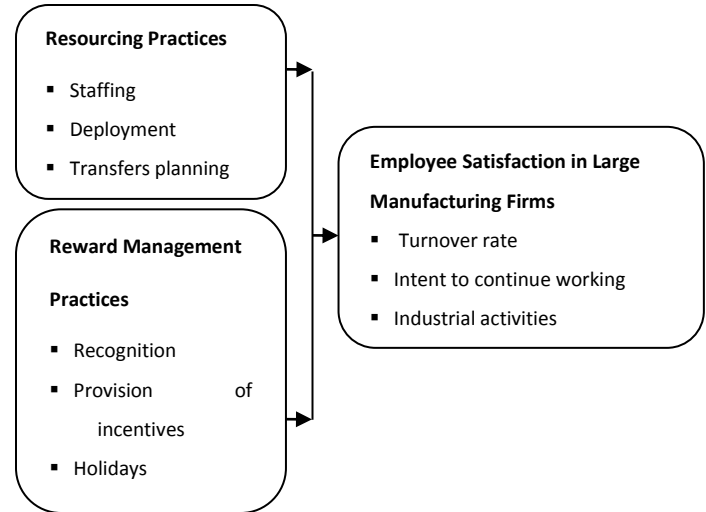 Resourcing Practices
▪ Staffing
▪ Deployment
▪ Transfers planning
Reward Management
Practices
▪ Recognition
▪ Provision of
incentives
▪ Holidays
Employee Satisfaction in Large
Manufacturing Firms
▪ Turnover rate
▪ Intent to continue working
▪ Industrial activities